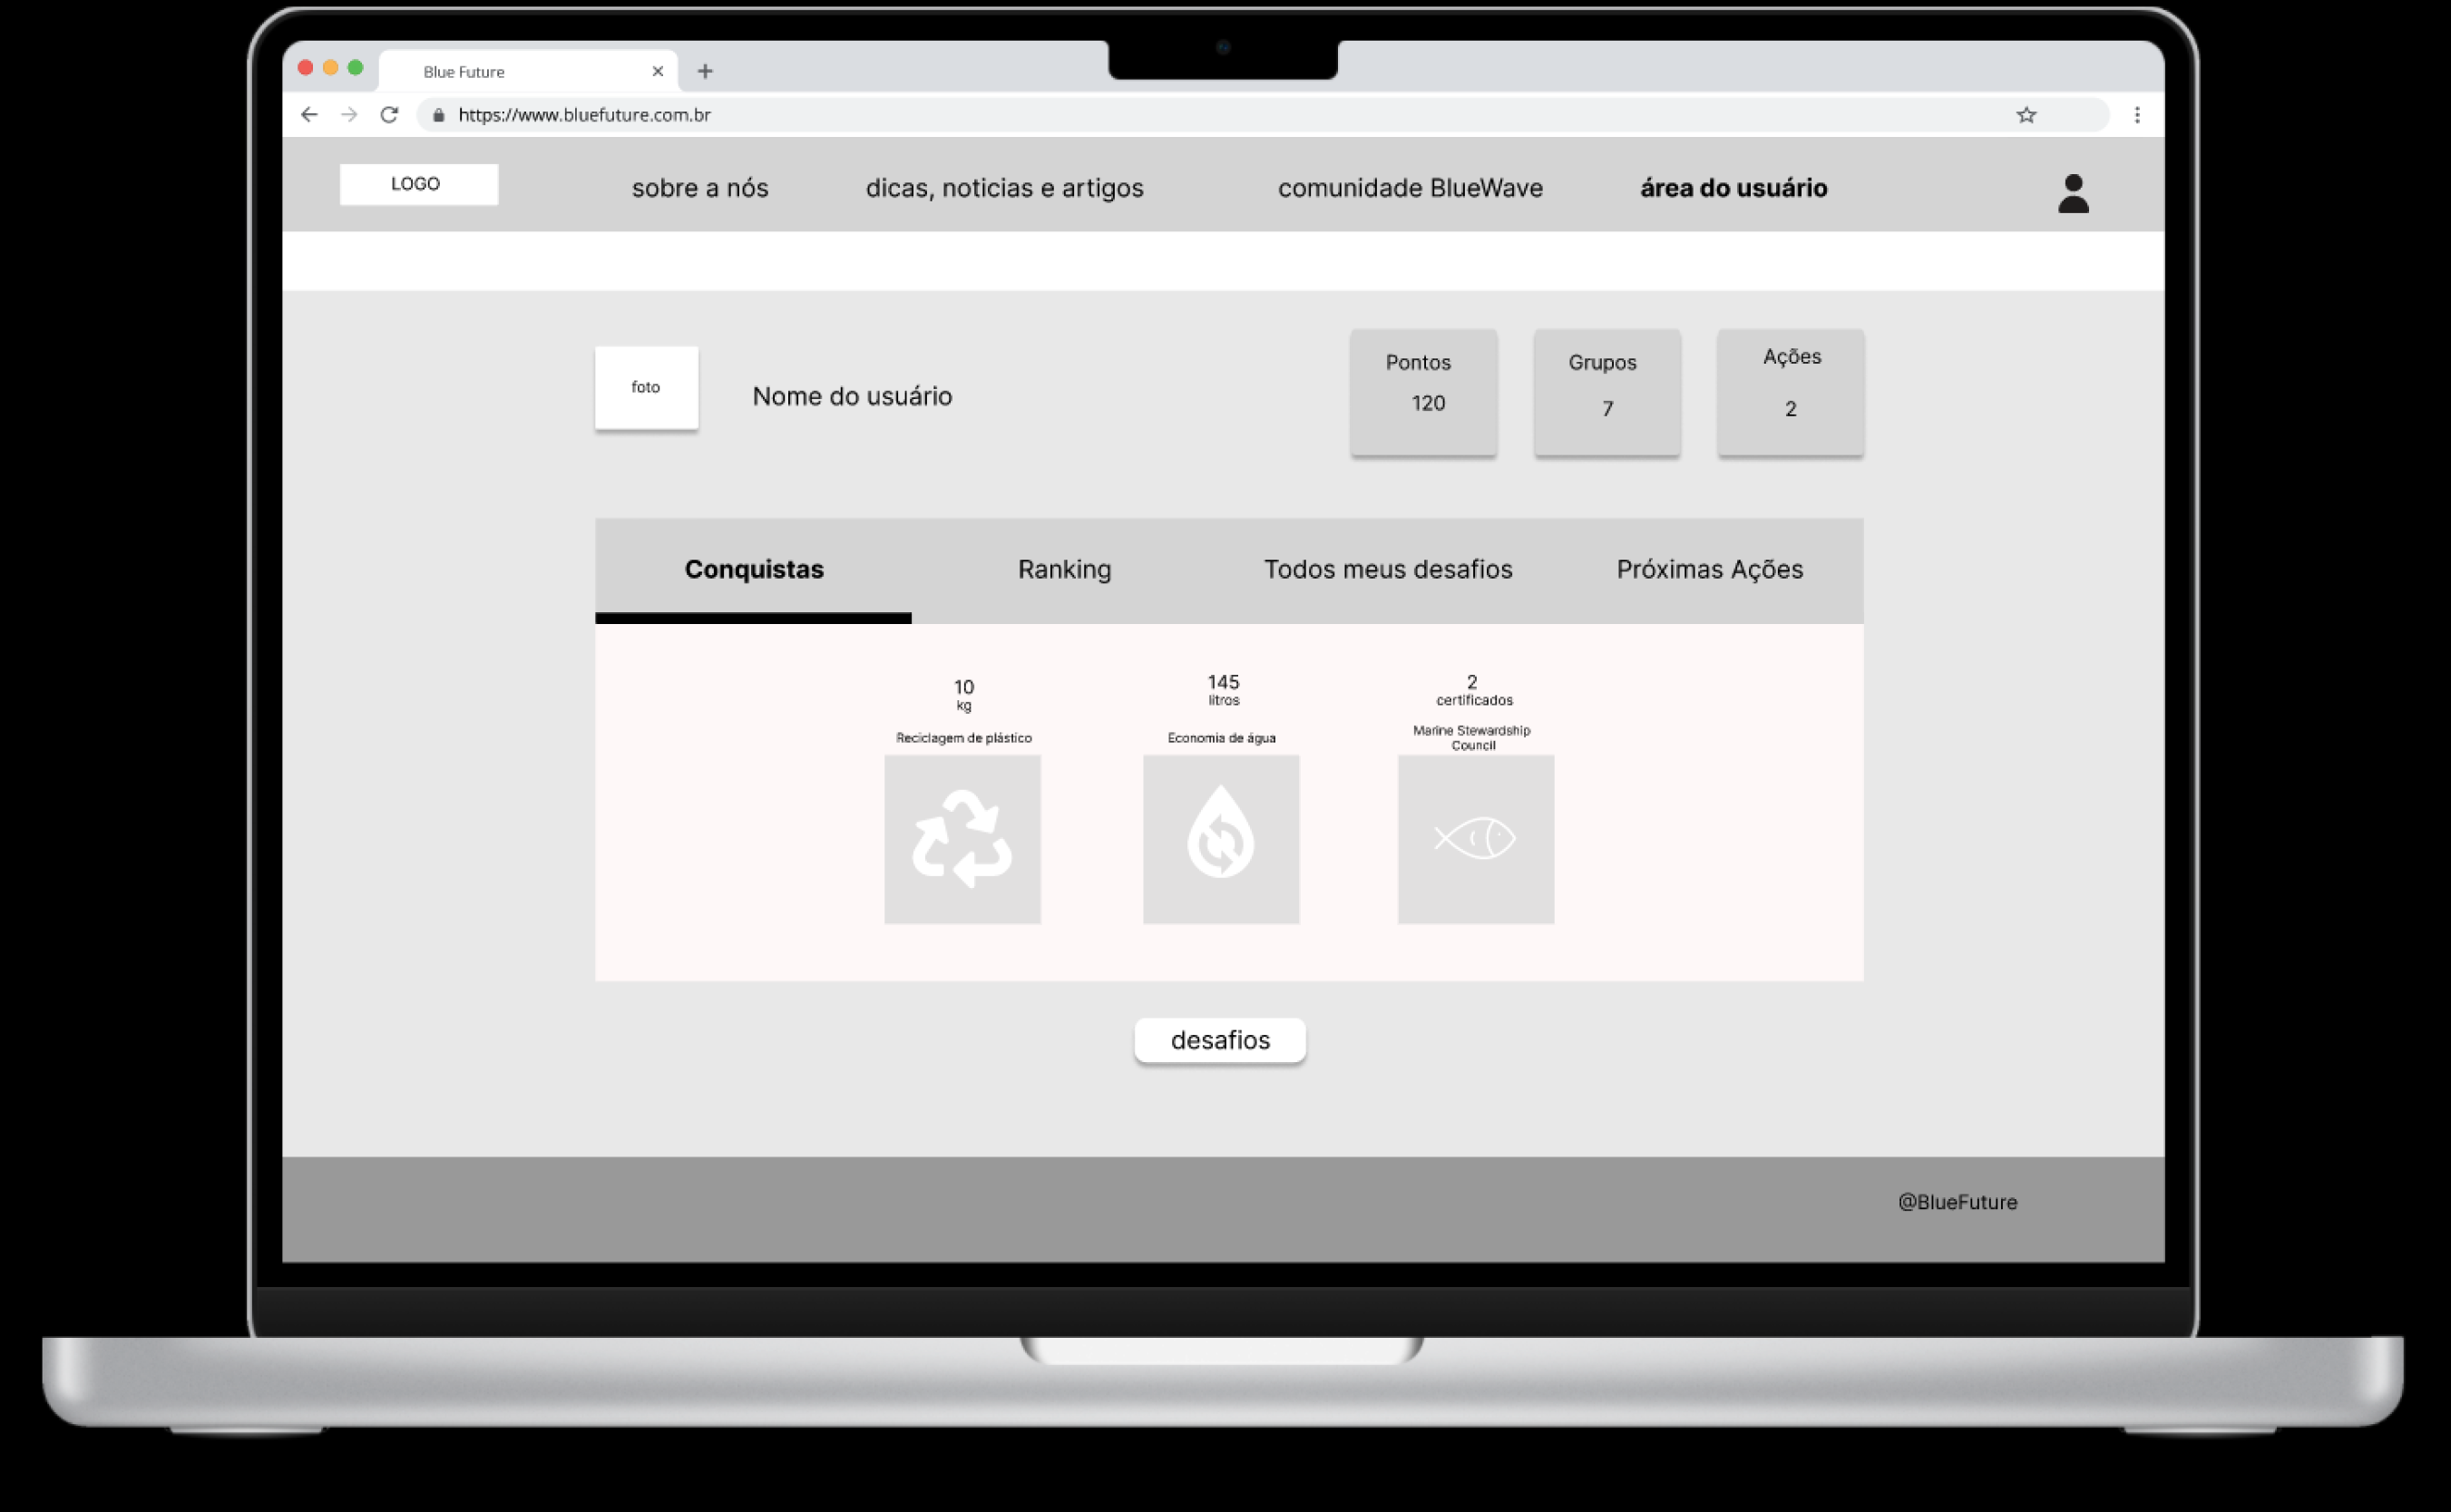 Blue Future
https://www.bluefuture.com.br
LOGO
sobre a nós
dicas, noticias e artigos
comunidade BlueWave
área do usuário
foto
Nome do usuário
Pontos
120
Grupos
7
Ações
2
Conquistas
Ranking
Todos meus desafios
Próximas Ações
10
kg
Reciclagem de plástico
145
litros
Economia de água
2
certificados
Marine Stewardship
Council
desafios
@BlueFuture